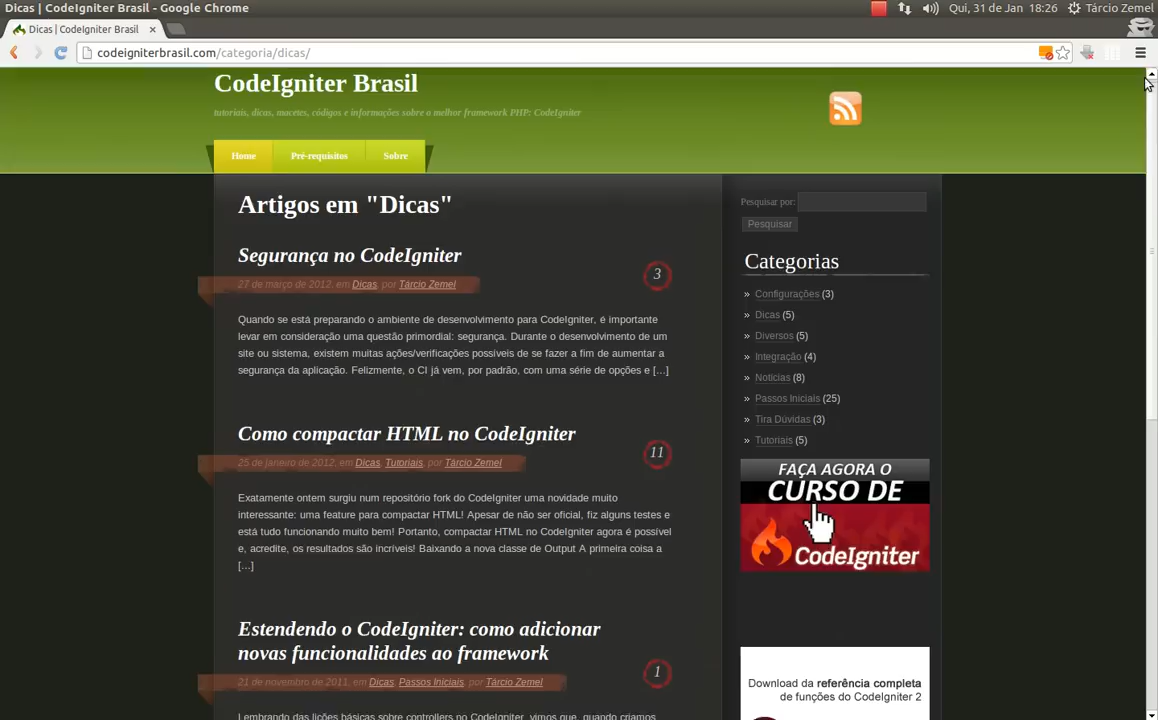 Dicas | CodeIgniter Brasil - Google Chrome
Qui, 31 de Jan 18:26 Tárcio Zemel
Dicas | CodeIgniter Brasil ×
codeigniterbrasil.com/categoria/dicas/
CodeIgniter Brasil
tutoriais, dicas, macetes, códigos e informações sobre o melhor framework PHP: CodeIgniter
Home Pré-requisitos Sobre
Artigos em "Dicas"
Segurança no CodeIgniter
3
27 de março de 2012, em Dicas, por Tárcio Zemel
Quando se está preparando o ambiente de desenvolvimento para CodeIgniter, é importante
levar em consideração uma questão primordial: segurança. Durante o desenvolvimento de um
site ou sistema, existem muitas ações/verificações possíveis de se fazer a fim de aumentar a
segurança da aplicação. Felizmente, o CI já vem, por padrão, com uma série de opções e [...]
Como compactar HTML no CodeIgniter
11
25 de janeiro de 2012, em Dicas, Tutoriais, por Tárcio Zemel
Exatamente ontem surgiu num repositório fork do CodeIgniter uma novidade muito
interessante: uma feature para compactar HTML! Apesar de não ser oficial, fiz alguns testes e
está tudo funcionando muito bem! Portanto, compactar HTML no CodeIgniter agora é possível
e, acredite, os resultados são incríveis! Baixando a nova classe de Output A primeira coisa a
[...]
Estendendo o CodeIgniter: como adicionar
novas funcionalidades ao framework
1
21 de novembro de 2011, em Dicas, Passos Iniciais, por Tárcio Zemel
Lembrando das lições básicas sobre controllers no CodeIgniter, vimos que, quando criamos
Pesquisar por:
Pesquisar
Categorias
» Configurações (3)
» Dicas (5)
» Diversos (5)
» Integração (4)
» Notícias (8)
» Passos Iniciais (25)
» Tira Dúvidas (3)
» Tutoriais (5)
FAÇA AGORA O
CURSO DE
CodeIgniter
Download da referência completa
de funções do CodeIgniter 2